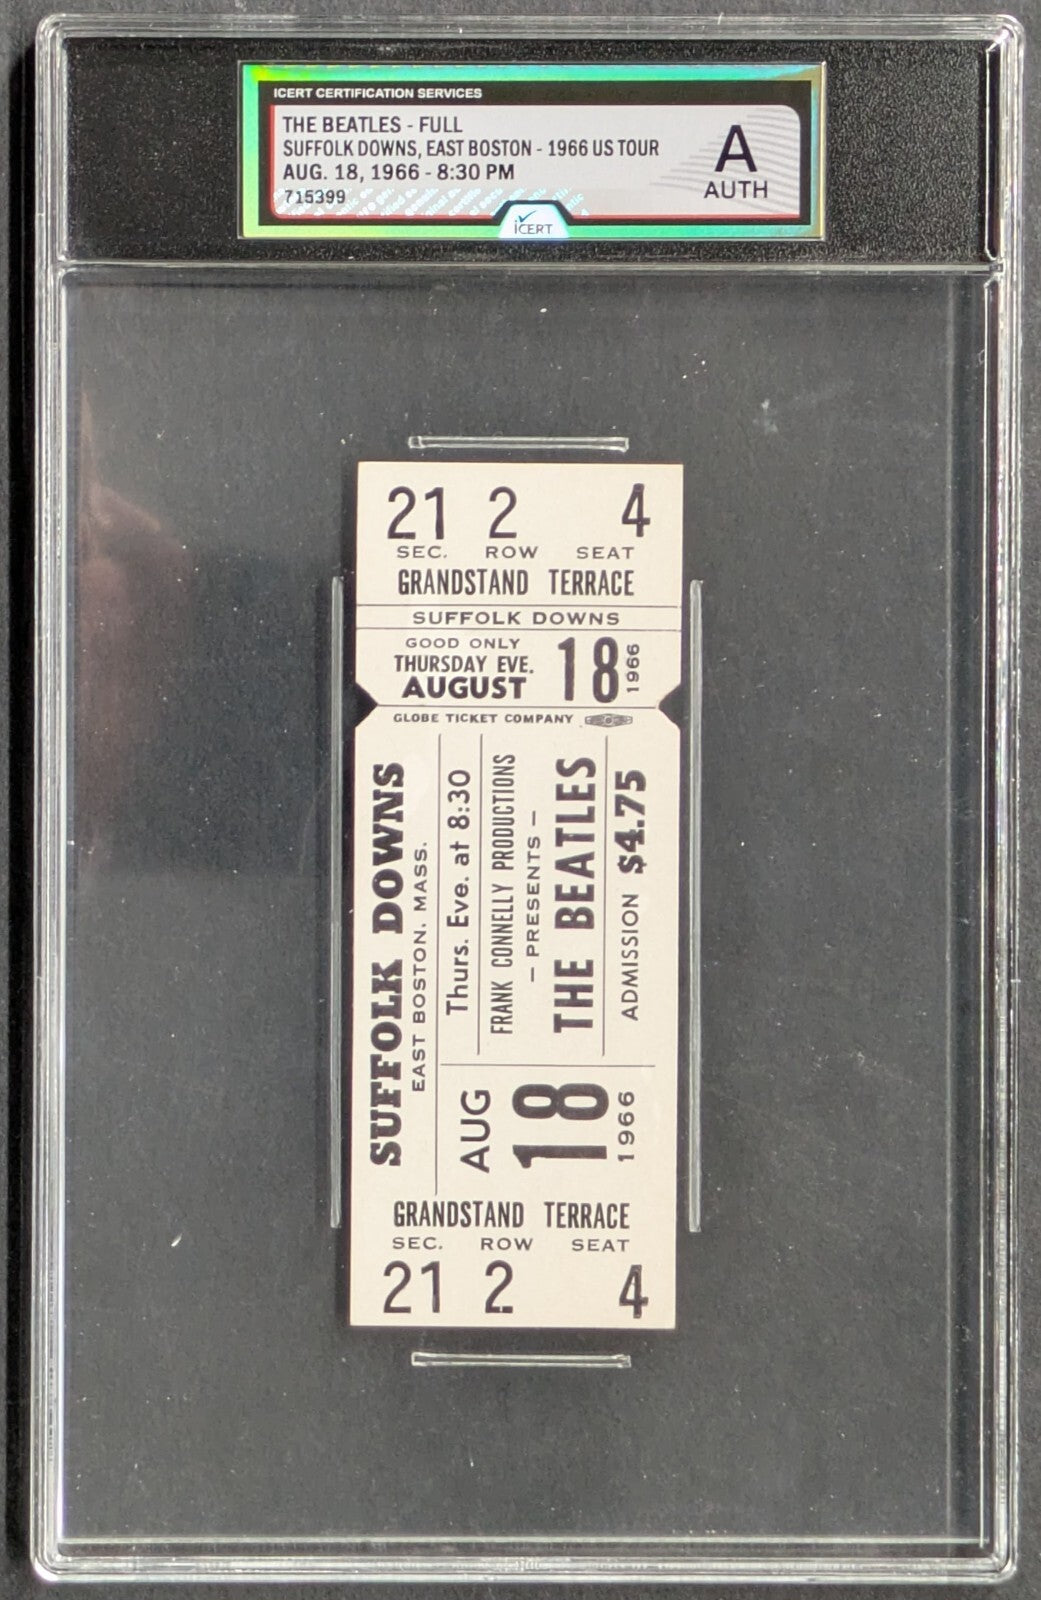 ICERT CERTIFICATION SERVICES
THE BEATLES - FULL
SUFFOLK DOWNS, EAST BOSTON - 1966 US TOUR
AUG. 18, 1966 - 8:30 PM
715399
A
AUTH
iCERT
21 2 4
SEC. ROW SEAT
GRANDSTAND TERRACE
SUFFOLK DOWNS
GOOD ONLY
THURSDAY EVE.
AUGUST 18 1966
GLOBE TICKET COMPANY
SUFFOLK DOWNS
EAST BOSTON, MASS.
Thurs. Eve. at 8:30
FRANK CONNELLY PRODUCTIONS
- PRESENTS -
THE BEATLES
ADMISSION $4.75
AUG
18
1966
GRANDSTAND TERRACE
SEC. ROW SEAT
21 2 4